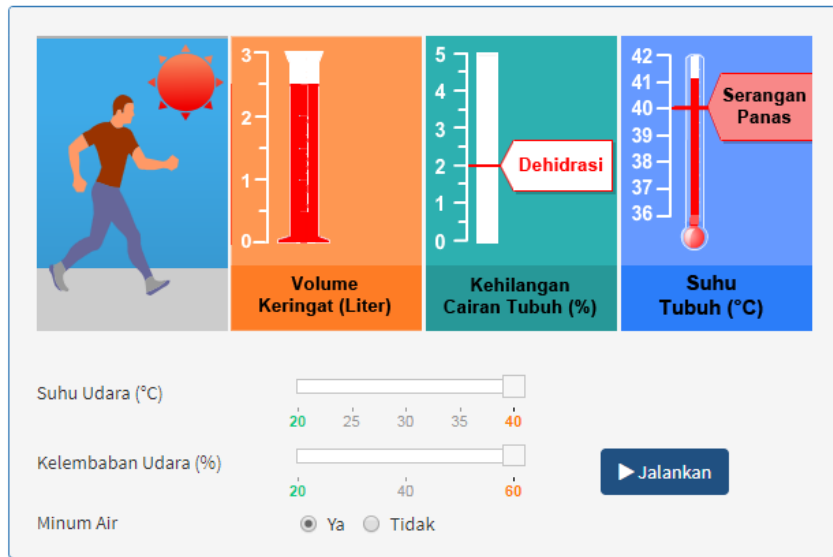 3
2
1
0
Volume
Keringat (Liter)
5
4
3
2
1
0
Dehidrasi
Kehilangan
Cairan Tubuh (%)
42
41
40
39
38
37
36
Serangan
Panas
Suhu
Tubuh (°C)
Suhu Udara (°C)
20 25 30 35 40
Kelembaban Udara (%)
20 40 60
Jalankan
Minum Air Ya Tidak